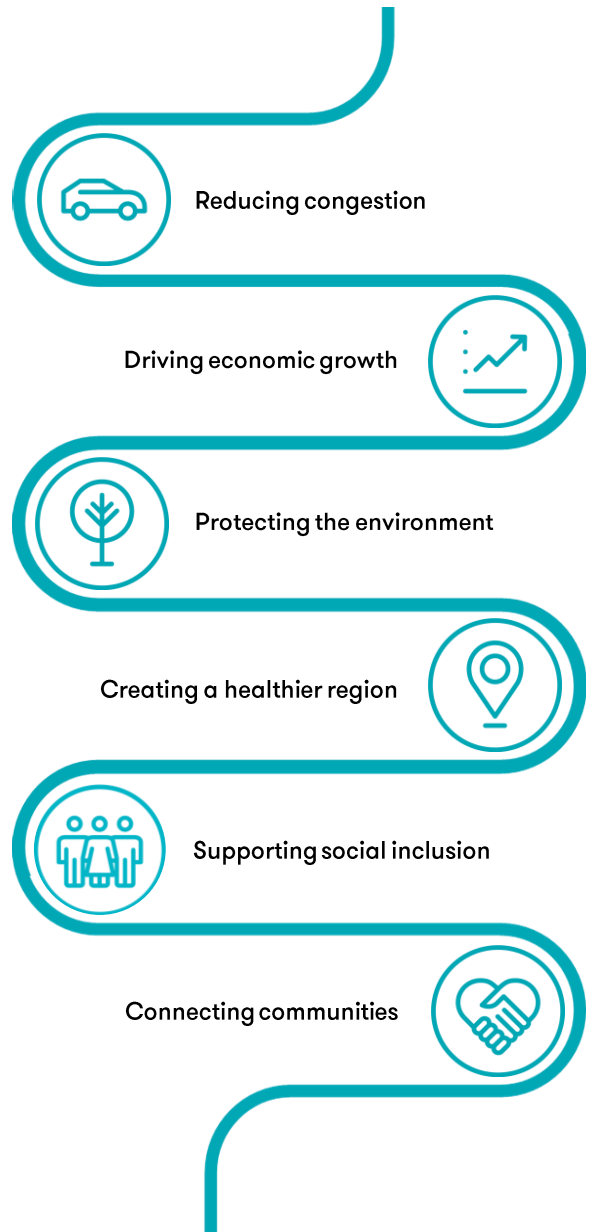 Reducing congestion
Driving economic growth
Protecting the environment
Creating a healthier region
Supporting social inclusion
Connecting communities